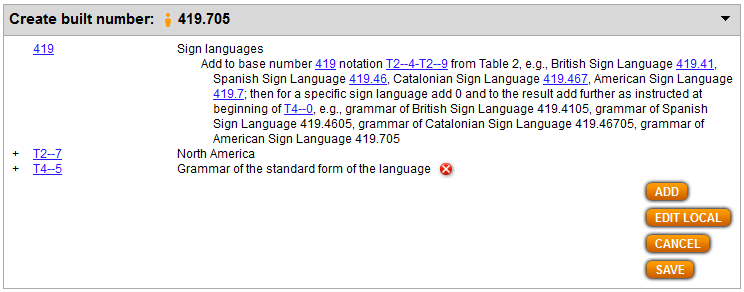 Create built number: 419.705
419 Sign languages
Add to base number 419 notation T2--4-T2--9 from Table 2, e.g., British Sign Language 419.41,
Spanish Sign Language 419.46, Catalonian Sign Language 419.467, American Sign Language
419.7; then for a specific sign language add 0 and to the result add further as instructed at
beginning of T4--0, e.g., grammar of British Sign Language 419.4105, grammar of Spanish
Sign Language 419.4605, grammar of Catalonian Sign Language 419.46705, grammar of
American Sign Language 419.705
+ T2--7 North America
+ T4--5 Grammar of the standard form of the language
ADD
EDIT LOCAL
CANCEL
SAVE